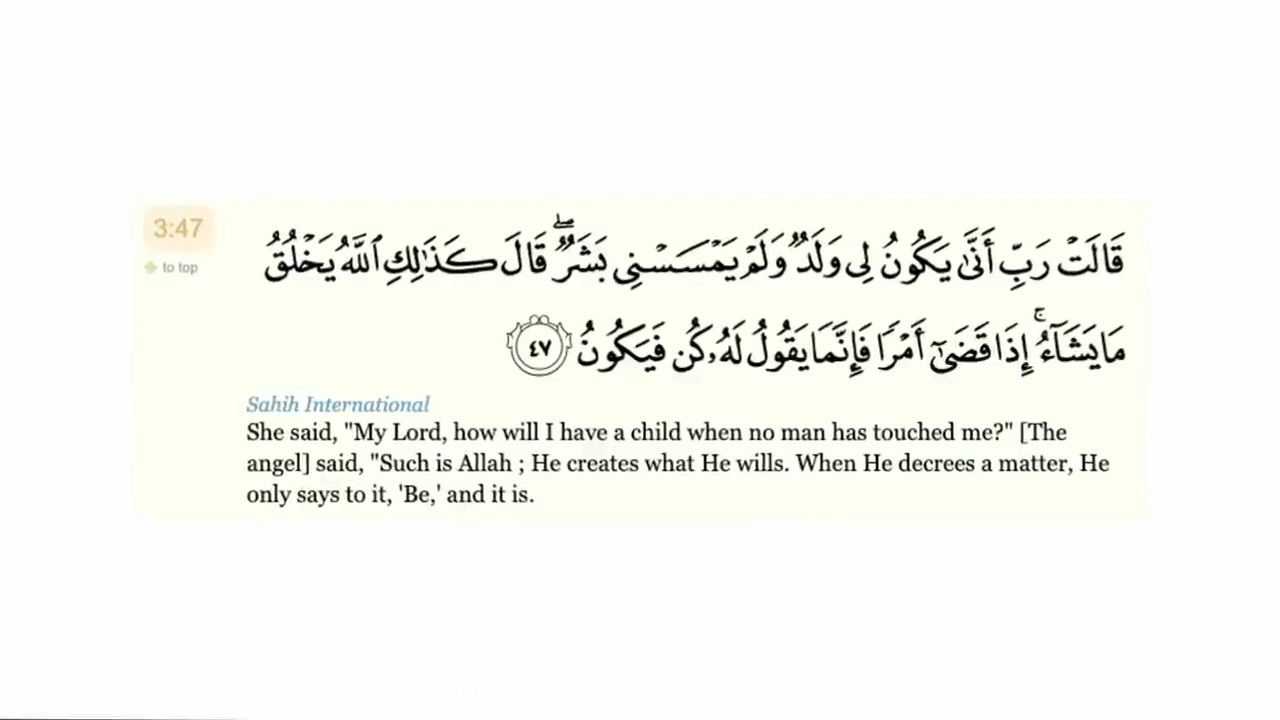 3:47
to top
قَالَتْ رَبِّ أَنَّىٰ يَكُونُ لِى وَلَدٌ وَلَمْ يَمْسَسْنِى بَشَرٌ ۖ قَالَ كَذَٰلِكِ ٱللَّهُ يَخْلُقُ
مَا يَشَآءُ ۚ إِذَا قَضَىٰٓ أَمْرًا فَإِنَّمَا يَقُولُ لَهُۥ كُن فَيَكُونُ ٤٧
Sahih International
She said, "My Lord, how will I have a child when no man has touched me?" [The
angel] said, "Such is Allah ; He creates what He wills. When He decrees a matter, He
only says to it, 'Be,' and it is.